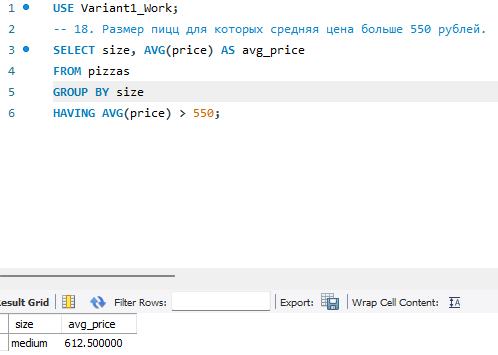 1 USE Variant1_Work;
2 -- 18. Размер пицц для которых средняя цена больше 550 рублей.
3 SELECT size, AVG(price) AS avg_price
4 FROM pizzas
5 GROUP BY size
6 HAVING AVG(price) > 550;
Result Grid Filter Rows: Export: Wrap Cell Content: IA
size avg_price
medium 612.500000